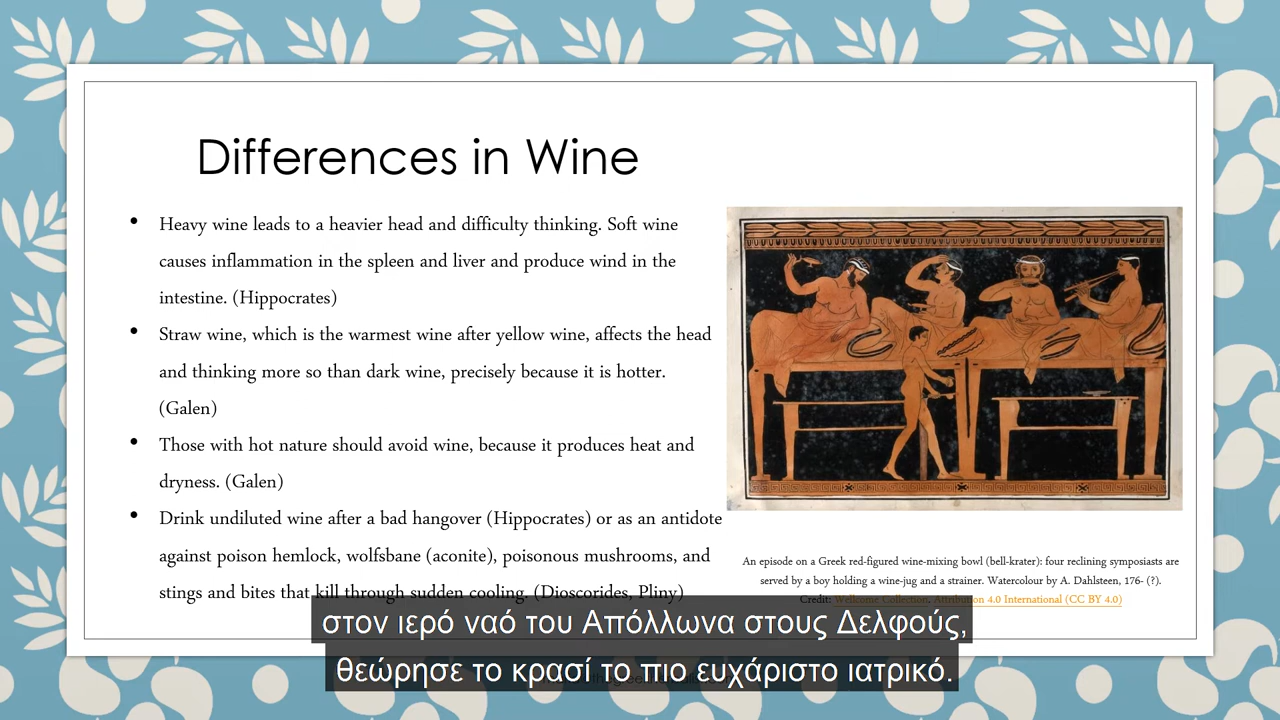 Differences in Wine
• Heavy wine leads to a heavier head and difficulty thinking. Soft wine
causes inflammation in the spleen and liver and produce wind in the
intestine. (Hippocrates)
• Straw wine, which is the warmest wine after yellow wine, affects the head
and thinking more so than dark wine, precisely because it is hotter.
(Galen)
• Those with hot nature should avoid wine, because it produces heat and
dryness. (Galen)
• Drink undiluted wine after a bad hangover (Hippocrates) or as an antidote
against poison hemlock, wolfsbane (aconite), poisonous mushrooms, and
stings and bites that kill through sudden cooling. (Dioscorides, Pliny)
An episode on a Greek red-figured wine-mixing bowl (bell-krater): four reclining symposiasts are
served by a boy holding a wine-jug and a strainer. Watercolour by A. Dahlsteen, 176- (?).
Credit: Wellcome Collection. Attribution 4.0 International (CC BY 4.0)
στον ιερό ναό του Απόλλωνα στους Δελφούς,
θεώρησε το κρασί το πιο ευχάριστο ιατρικό.